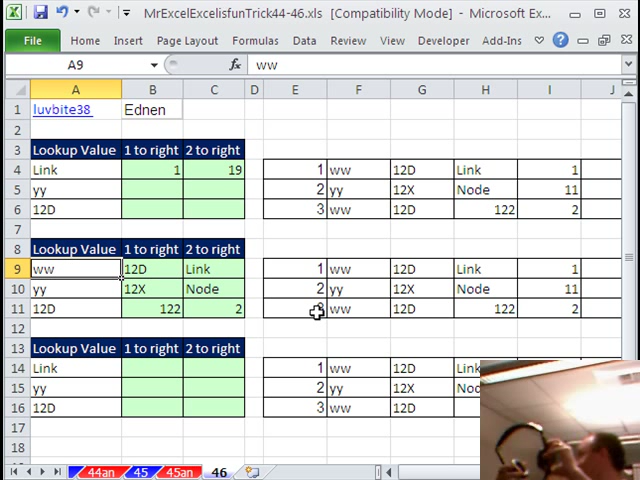 MrExcelExcelisfunTrick44-46.xls [Compatibility Mode] - Microsoft Ex...
File Home Insert Page Layout Formulas Data Review View Developer Add-Ins
A9 fx ww
A B C D E F G H I J
1 luvbite38 Ednen
2
3 Lookup Value 1 to right 2 to right
4 Link 1 19 1 ww 12D Link 1
5 yy 2 yy 12X Node 11
6 12D 3 ww 12D 122 2
7
8 Lookup Value 1 to right 2 to right
9 ww 12D Link 1 ww 12D Link 1
10 yy 12X Node 2 yy 12X Node 11
11 12D 122 2 ww 12D 122 2
12
13 Lookup Value 1 to right 2 to right
14 Link 1 ww 12D Link
15 yy 2 yy 12X Nod
16 12D 3 ww 12D
17
18
44an 45 45an 46